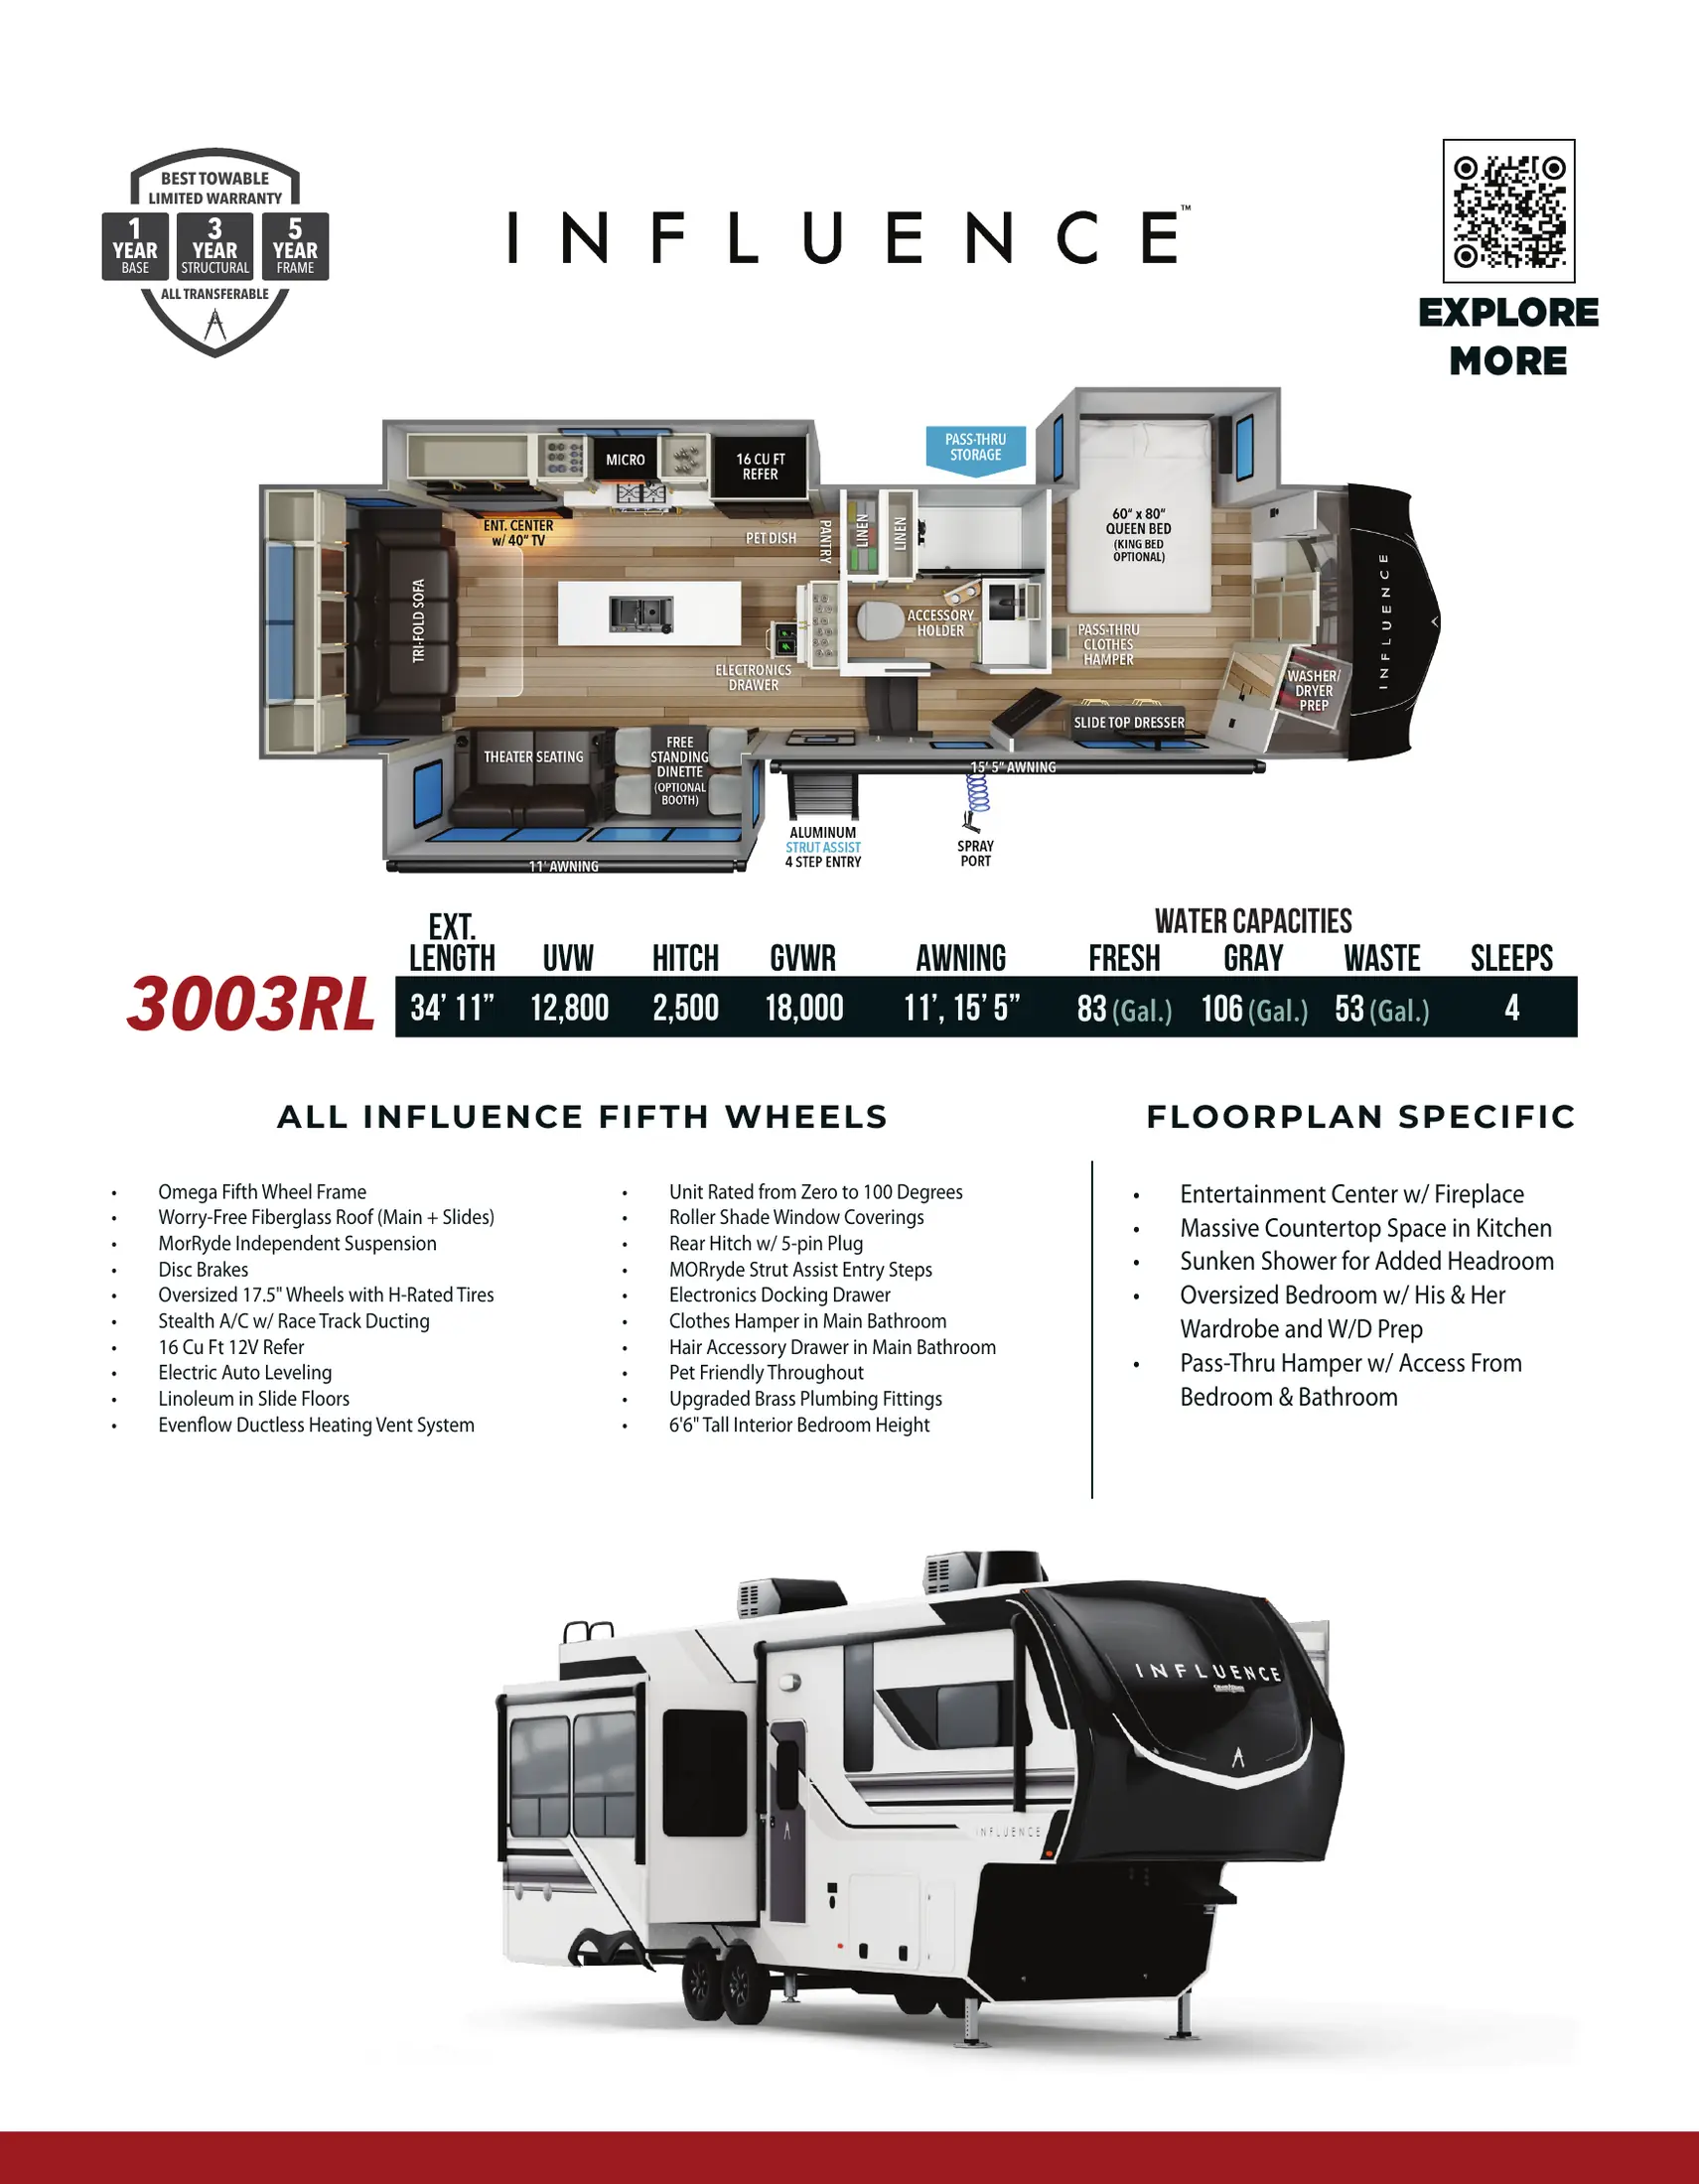 BEST TOWABLE
LIMITED WARRANTY
1 YEAR BASE
3 YEAR STRUCTURAL
5 YEAR FRAME
ALL TRANSFERABLE
INFLUENCE™
EXPLORE
MORE
PASS-THRU
STORAGE
MICRO
16 CU FT
REFER
ENT. CENTER
w/ 40" TV
PET DISH
PANTRY
LINEN
LINEN
60" x 80"
QUEEN BED
(KING BED
OPTIONAL)
TRI-FOLD SOFA
ACCESSORY
HOLDER
PASS-THRU
CLOTHES
HAMPER
ELECTRONICS
DRAWER
WASHER/
DRYER
PREP
INFLUENCE
SLIDE TOP DRESSER
THEATER SEATING
FREE
STANDING
DINETTE
(OPTIONAL
BOOTH)
15' 5" AWNING
ALUMINUM
STRUT ASSIST
4 STEP ENTRY
SPRAY
PORT
11' AWNING
WATER CAPACITIES
EXT.
LENGTH UVW HITCH GVWR AWNING FRESH GRAY WASTE SLEEPS
3003RL 34' 11" 12,800 2,500 18,000 11', 15' 5" 83 (Gal.) 106 (Gal.) 53 (Gal.) 4
ALL INFLUENCE FIFTH WHEELS
• Omega Fifth Wheel Frame
• Worry-Free Fiberglass Roof (Main + Slides)
• MorRyde Independent Suspension
• Disc Brakes
• Oversized 17.5" Wheels with H-Rated Tires
• Stealth A/C w/ Race Track Ducting
• 16 Cu Ft 12V Refer
• Electric Auto Leveling
• Linoleum in Slide Floors
• Evenflow Ductless Heating Vent System
• Unit Rated from Zero to 100 Degrees
• Roller Shade Window Coverings
• Rear Hitch w/ 5-pin Plug
• MORryde Strut Assist Entry Steps
• Electronics Docking Drawer
• Clothes Hamper in Main Bathroom
• Hair Accessory Drawer in Main Bathroom
• Pet Friendly Throughout
• Upgraded Brass Plumbing Fittings
• 6'6" Tall Interior Bedroom Height
FLOORPLAN SPECIFIC
• Entertainment Center w/ Fireplace
• Massive Countertop Space in Kitchen
• Sunken Shower for Added Headroom
• Oversized Bedroom w/ His & Her
Wardrobe and W/D Prep
• Pass-Thru Hamper w/ Access From
Bedroom & Bathroom
INFLUENCE
INFLUENCE